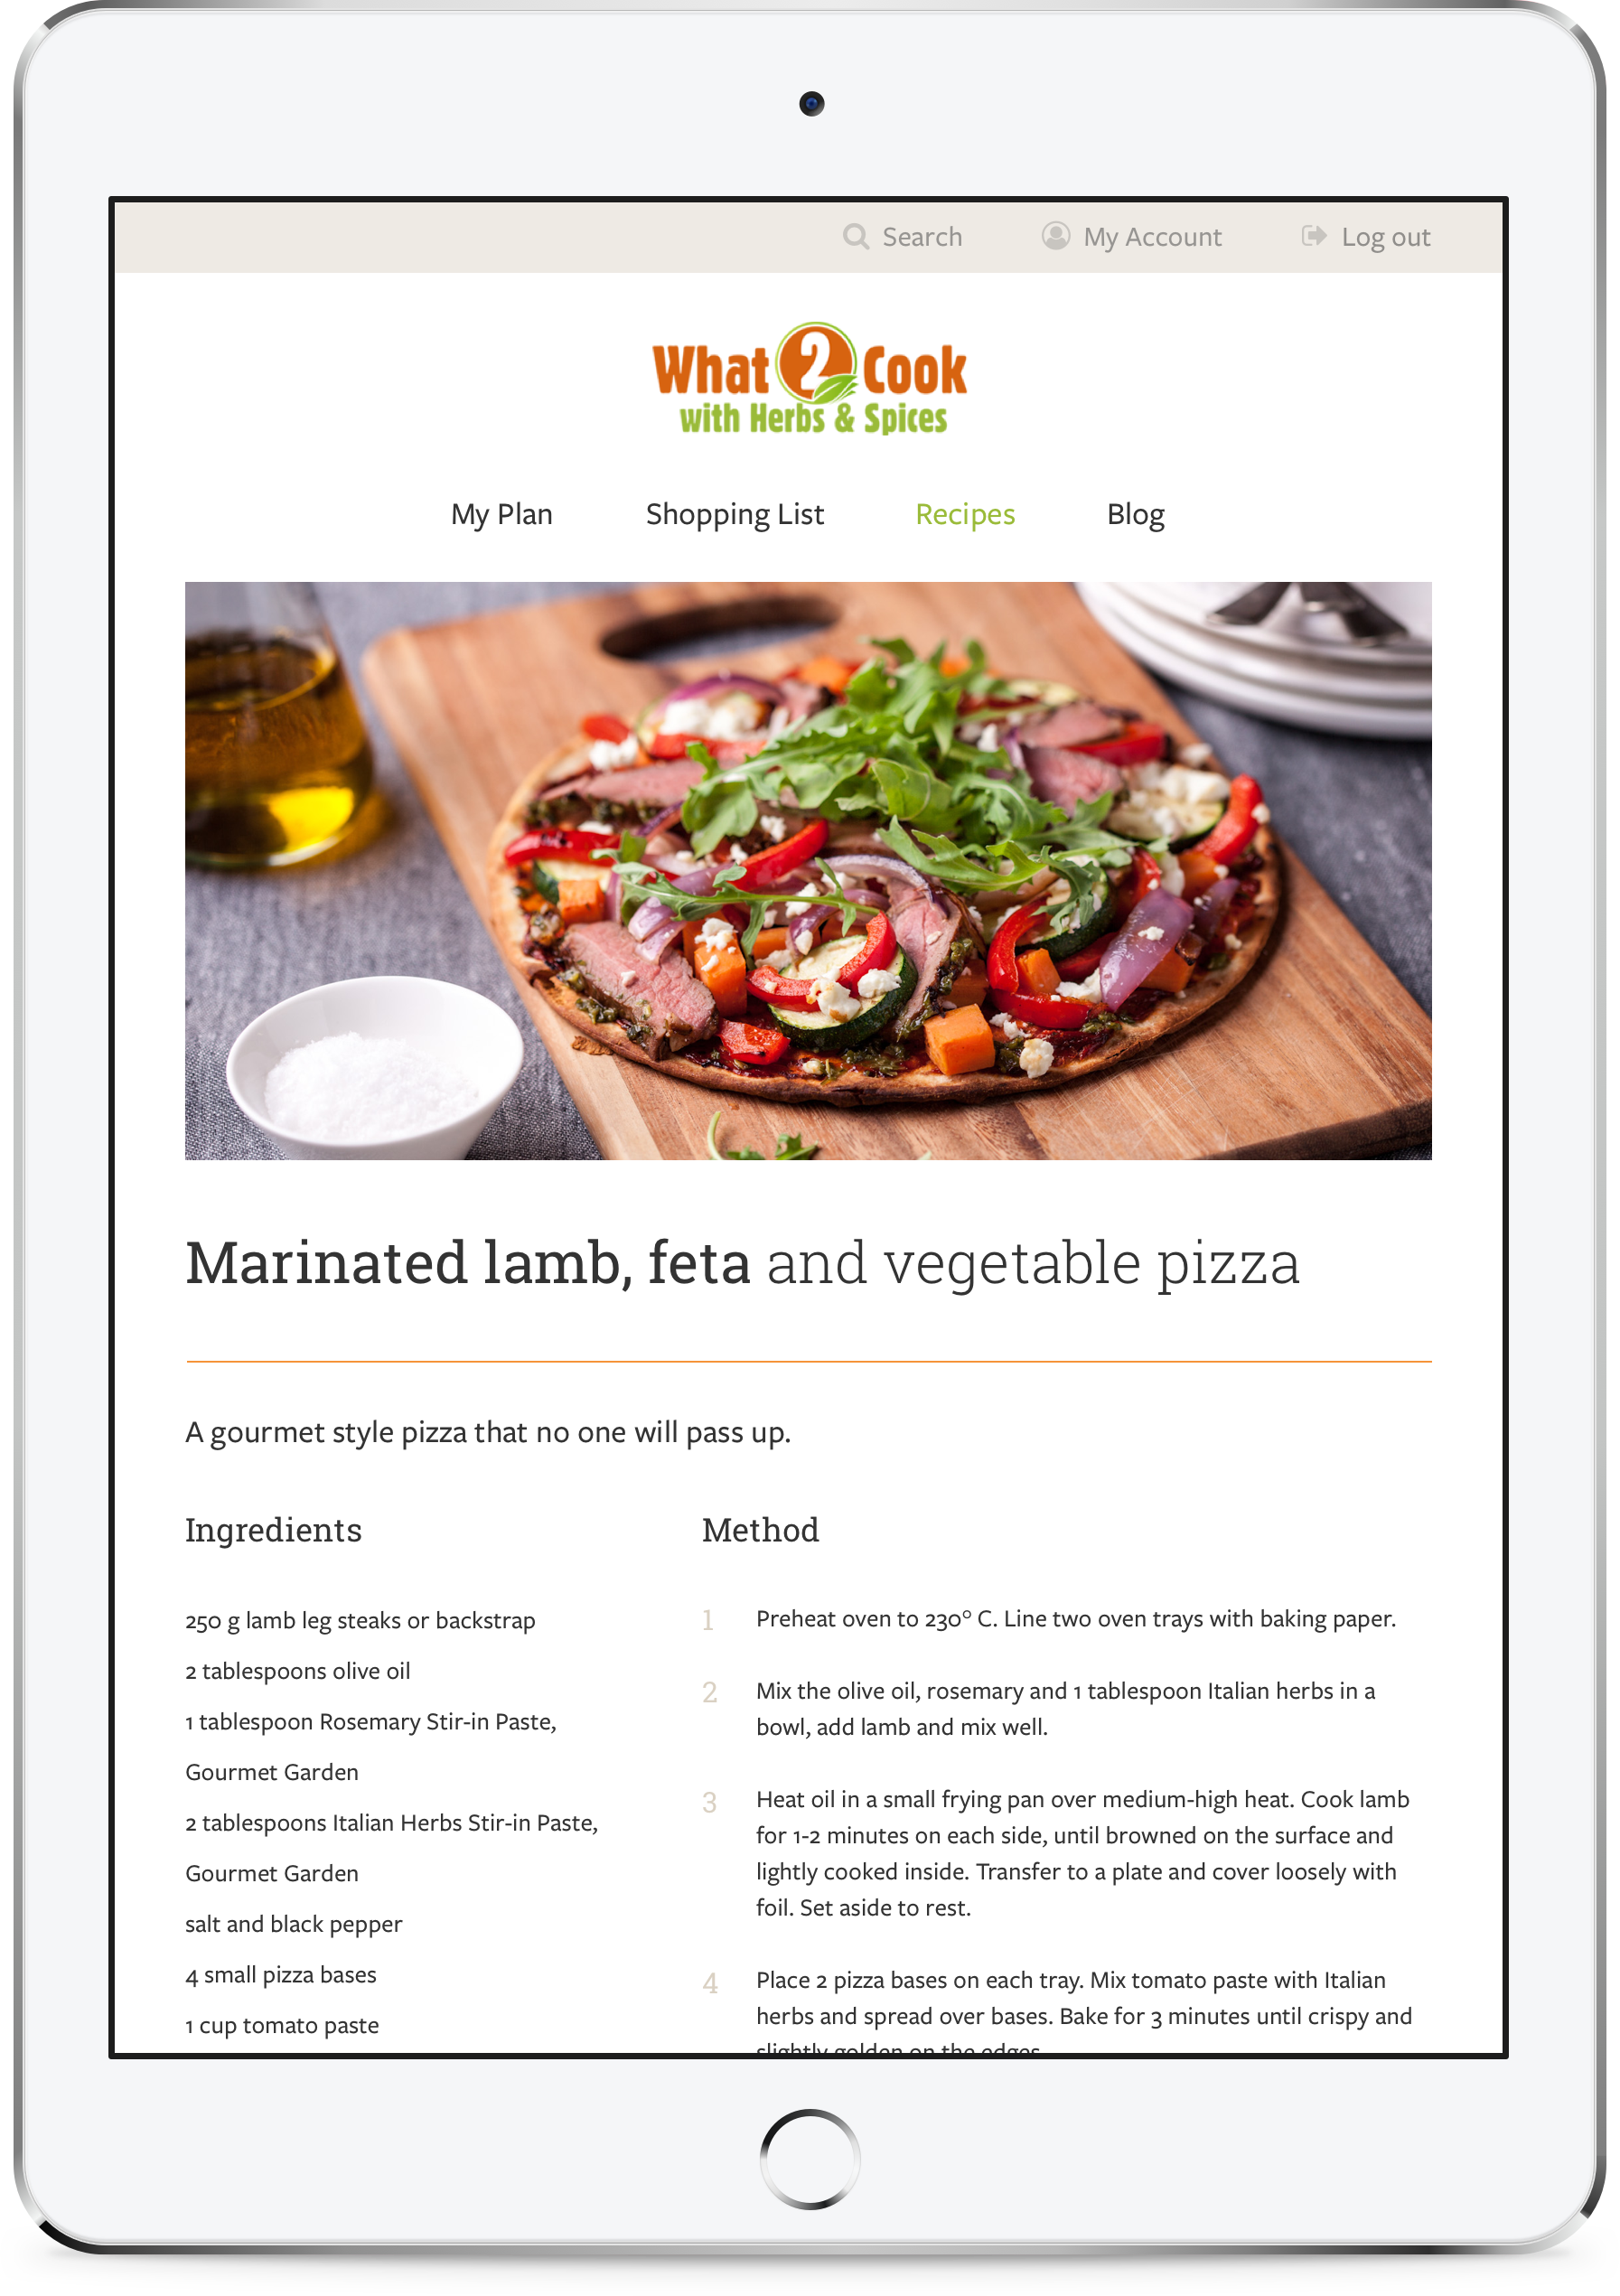 Search My Account Log out
What 2 Cook
with Herbs & Spices
My Plan Shopping List Recipes Blog
Marinated lamb, feta and vegetable pizza
A gourmet style pizza that no one will pass up.
Ingredients
250 g lamb leg steaks or backstrap
2 tablespoons olive oil
1 tablespoon Rosemary Stir-in Paste,
Gourmet Garden
2 tablespoons Italian Herbs Stir-in Paste,
Gourmet Garden
salt and black pepper
4 small pizza bases
1 cup tomato paste
Method
1 Preheat oven to 230° C. Line two oven trays with baking paper.
2 Mix the olive oil, rosemary and 1 tablespoon Italian herbs in a
bowl, add lamb and mix well.
3 Heat oil in a small frying pan over medium-high heat. Cook lamb
for 1-2 minutes on each side, until browned on the surface and
lightly cooked inside. Transfer to a plate and cover loosely with
foil. Set aside to rest.
4 Place 2 pizza bases on each tray. Mix tomato paste with Italian
herbs and spread over bases. Bake for 3 minutes until crispy and
slightly golden on the edges.